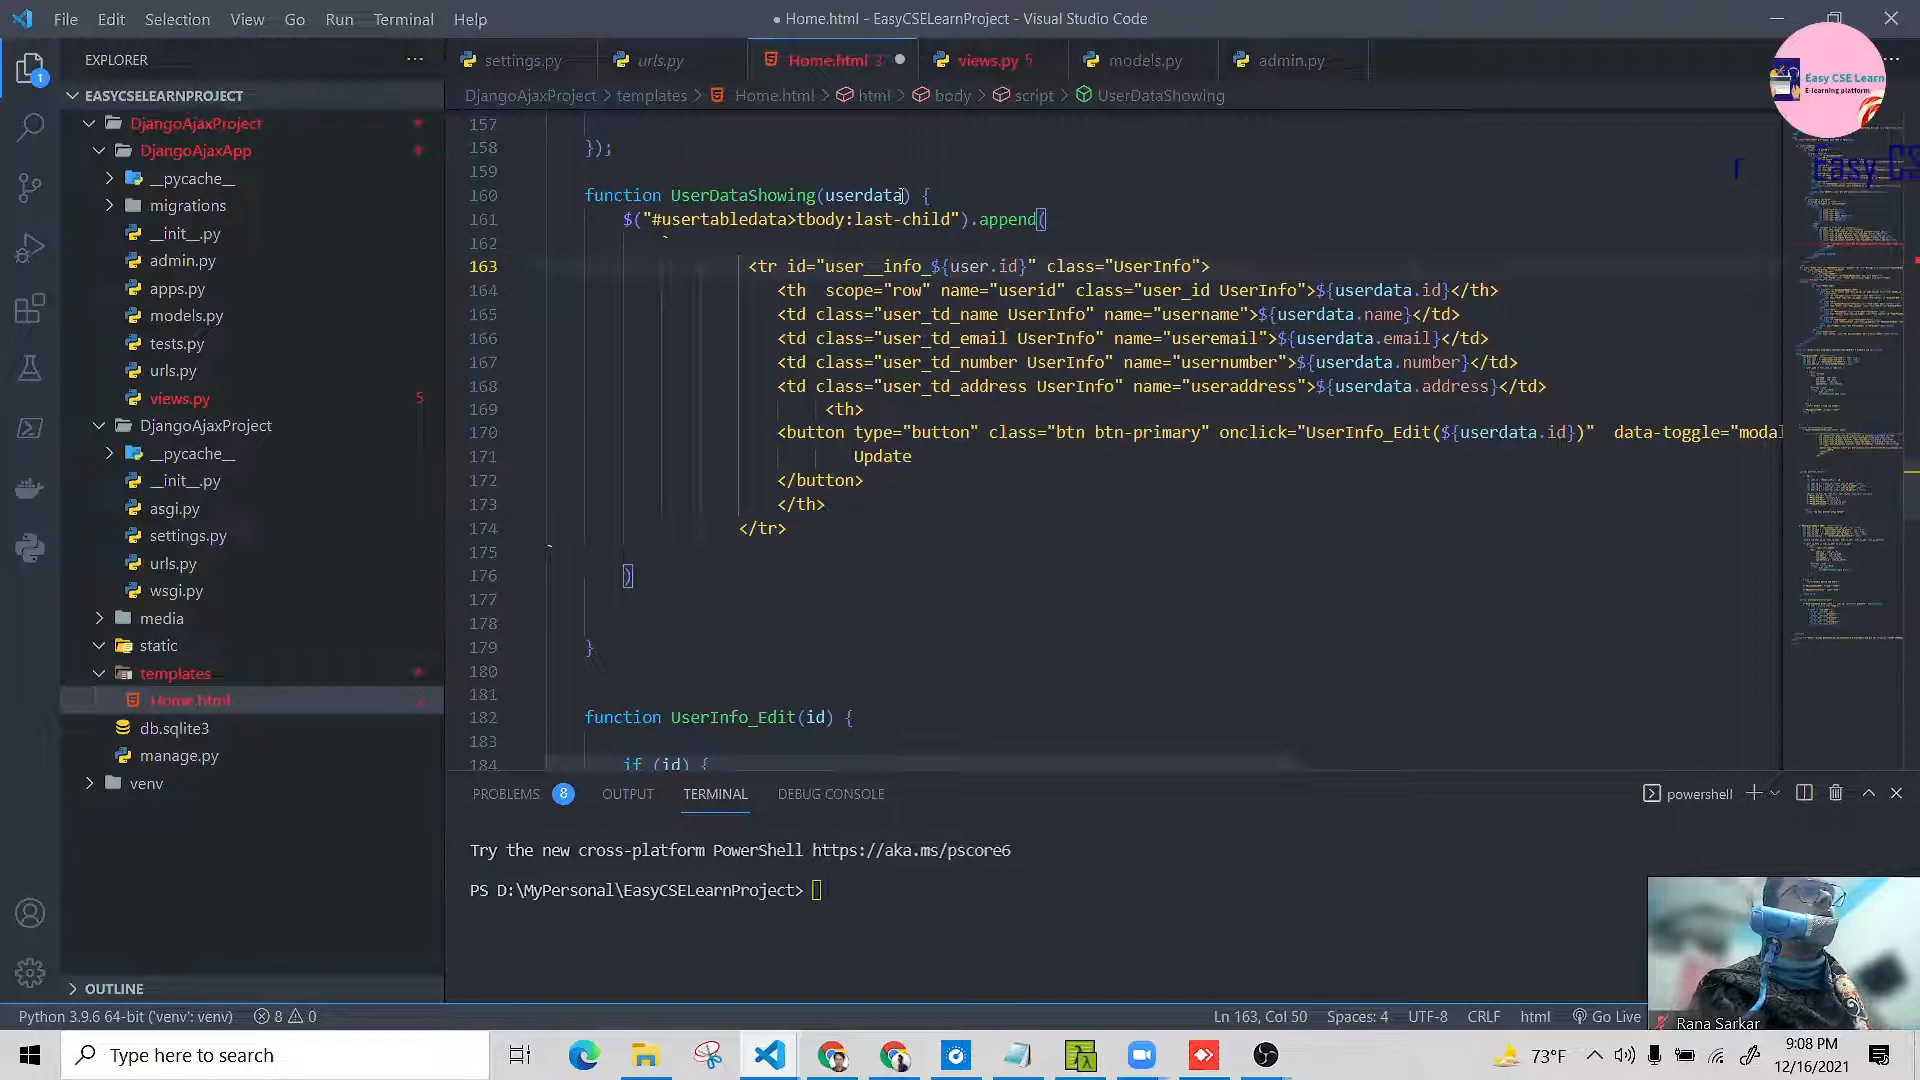 File Edit Selection View Go Run Terminal Help
● Home.html - EasyCSELearnProject - Visual Studio Code
EXPLORER
EASYCSELEARNPROJECT
DjangoAjaxProject
DjangoAjaxApp
__pycache__
migrations
__init__.py
admin.py
apps.py
models.py
tests.py
urls.py
views.py 5
DjangoAjaxProject
__pycache__
__init__.py
asgi.py
settings.py
urls.py
wsgi.py
media
static
templates
Home.html 3
db.sqlite3
manage.py
venv
OUTLINE
settings.py urls.py Home.html 3 views.py 5 models.py admin.py
DjangoAjaxProject > templates > Home.html > html > body > script > UserDataShowing
157
158 });
159
160 function UserDataShowing(userdata) {
161 $("#usertabledata>tbody:last-child").append(
162 `
163 <tr id="user__info_${user.id}" class="UserInfo">
164 <th scope="row" name="userid" class="user_id UserInfo">${userdata.id}</th>
165 <td class="user_td_name UserInfo" name="username">${userdata.name}</td>
166 <td class="user_td_email UserInfo" name="useremail">${userdata.email}</td>
167 <td class="user_td_number UserInfo" name="usernumber">${userdata.number}</td>
168 <td class="user_td_address UserInfo" name="useraddress">${userdata.address}</td>
169 <th>
170 <button type="button" class="btn btn-primary" onclick="UserInfo_Edit(${userdata.id})" data-toggle="modal
171 Update
172 </button>
173 </th>
174 </tr>
175 `
176 )
177
178
179 }
180
181
182 function UserInfo_Edit(id) {
183
184 if (id) {
Easy CSE Learn
E-learning platform
Easy CS
PROBLEMS 8 OUTPUT TERMINAL DEBUG CONSOLE
powershell
Try the new cross-platform PowerShell https://aka.ms/pscore6
PS D:\MyPersonal\EasyCSELearnProject>
Rana Sarkar
Python 3.9.6 64-bit ('venv': venv) 8 0
Ln 163, Col 50 Spaces: 4 UTF-8 CRLF html Go Live
Type here to search
73°F
9:08 PM
12/16/2021